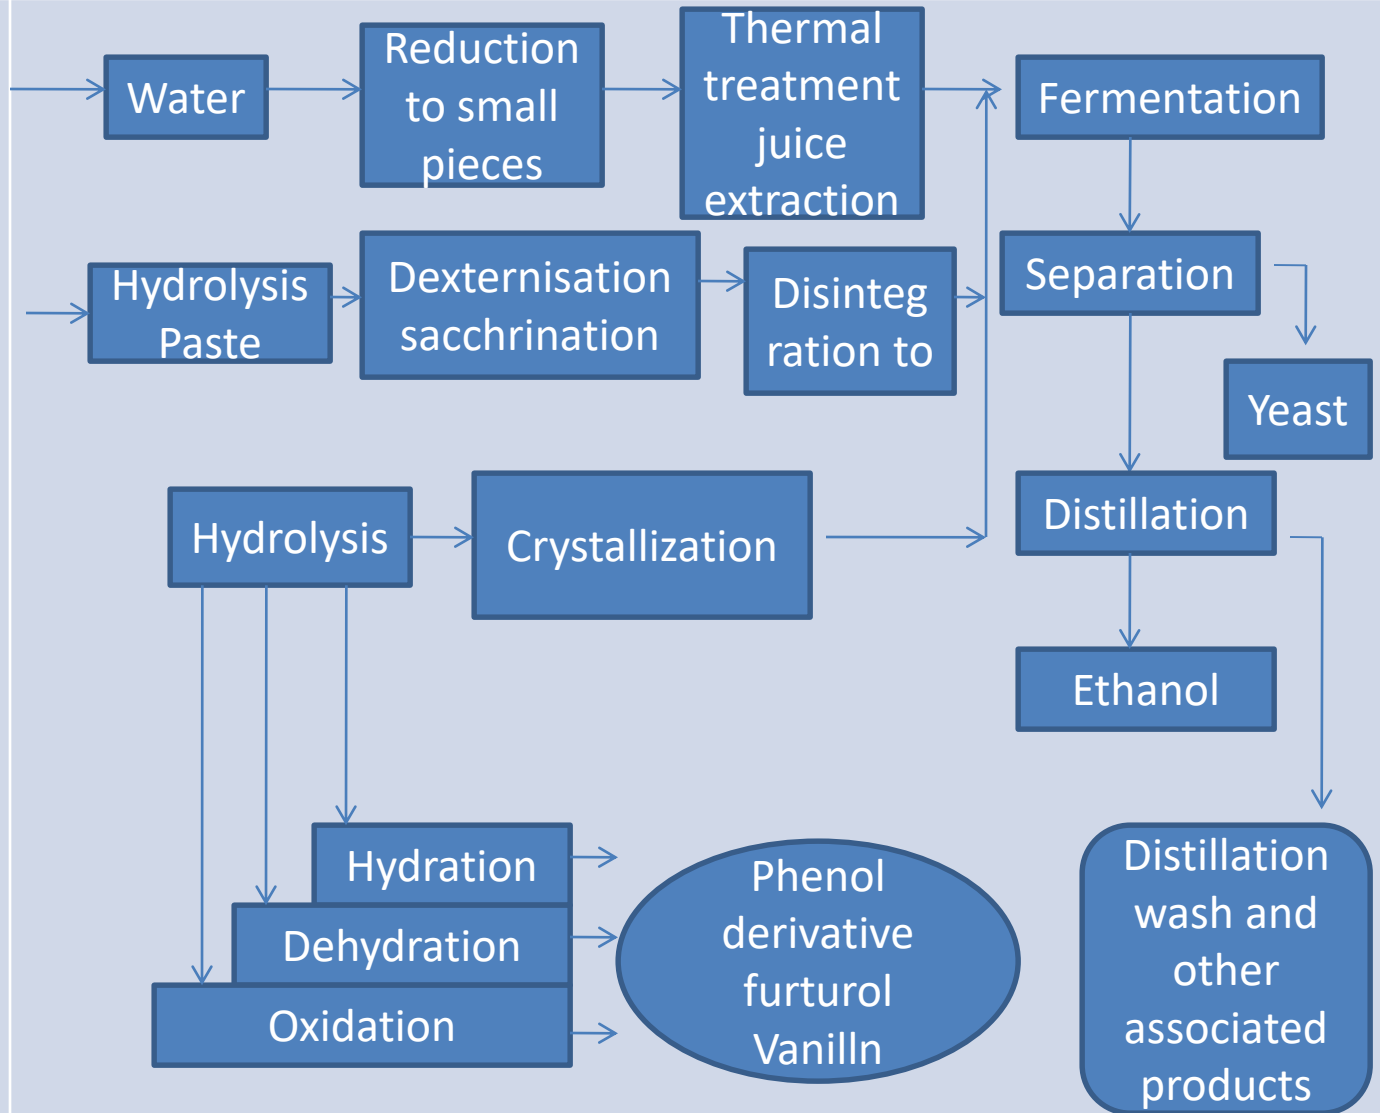 Water
Reduction
to small
pieces
Thermal
treatment
juice
extraction
Fermentation
Hydrolysis
Paste
Dexternisation
sacchrination
Disinteg
ration to
Separation
Yeast
Hydrolysis
Crystallization
Distillation
Ethanol
Hydration
Dehydration
Oxidation
Phenol
derivative
furturol
Vanilln
Distillation
wash and
other
associated
products